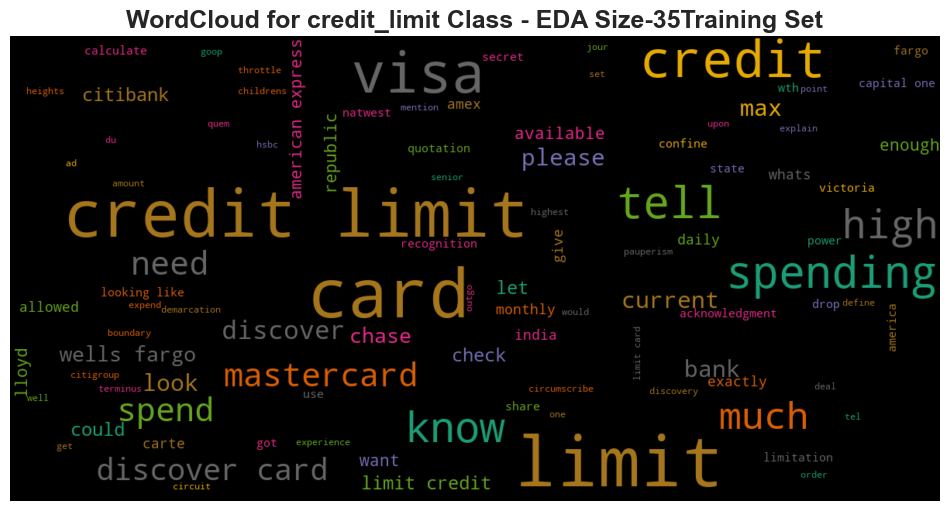 WordCloud for credit_limit Class - EDA Size-35Training Set
calculate
goop
american express
visa
secret
jour
credit
fargo
heights
throttle
childrens
citibank
natwest
mention
amex
set
wth
point
capital one
max
du
quem
hsbc
republic
quotation
available
please
confine
upon
explain
enough
ad
amount
senior
state
whats
victoria
credit limit
highest
tell
high
recognition
give
daily
power
pauperism
need
card
outgo
let
spending
allowed
looking like
expend
demarcation
monthly
would
current
acknowledgment
drop
define
america
boundary
discover
chase
india
wells fargo
check
limit card
bank
lloyd
citigroup
terminus
look
mastercard
use
circumscribe
discovery
exactly
deal
well
spend
share
one
know
much
tel
could
get
carte
got
experience
limit
discover card
circuit
want
limit credit
limitation
order